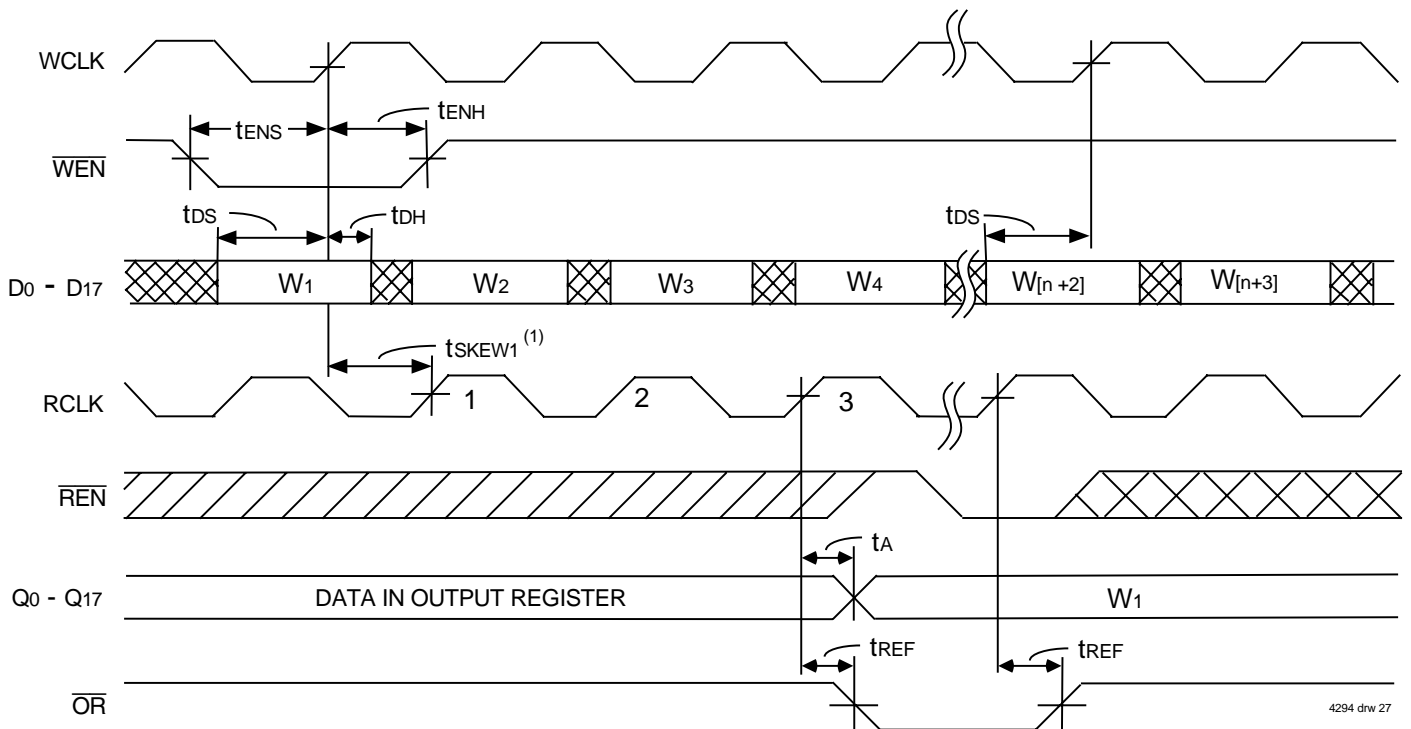 WCLK
tENS
tENH
WEN
tDS
tDH
tDS
D0 - D17
W1
W2
W3
W4
W[n +2]
W[n+3]
tSKEW1 (1)
RCLK
1
2
3
REN
tA
Q0 - Q17
DATA IN OUTPUT REGISTER
W1
tREF
tREF
OR
4294 drw 27